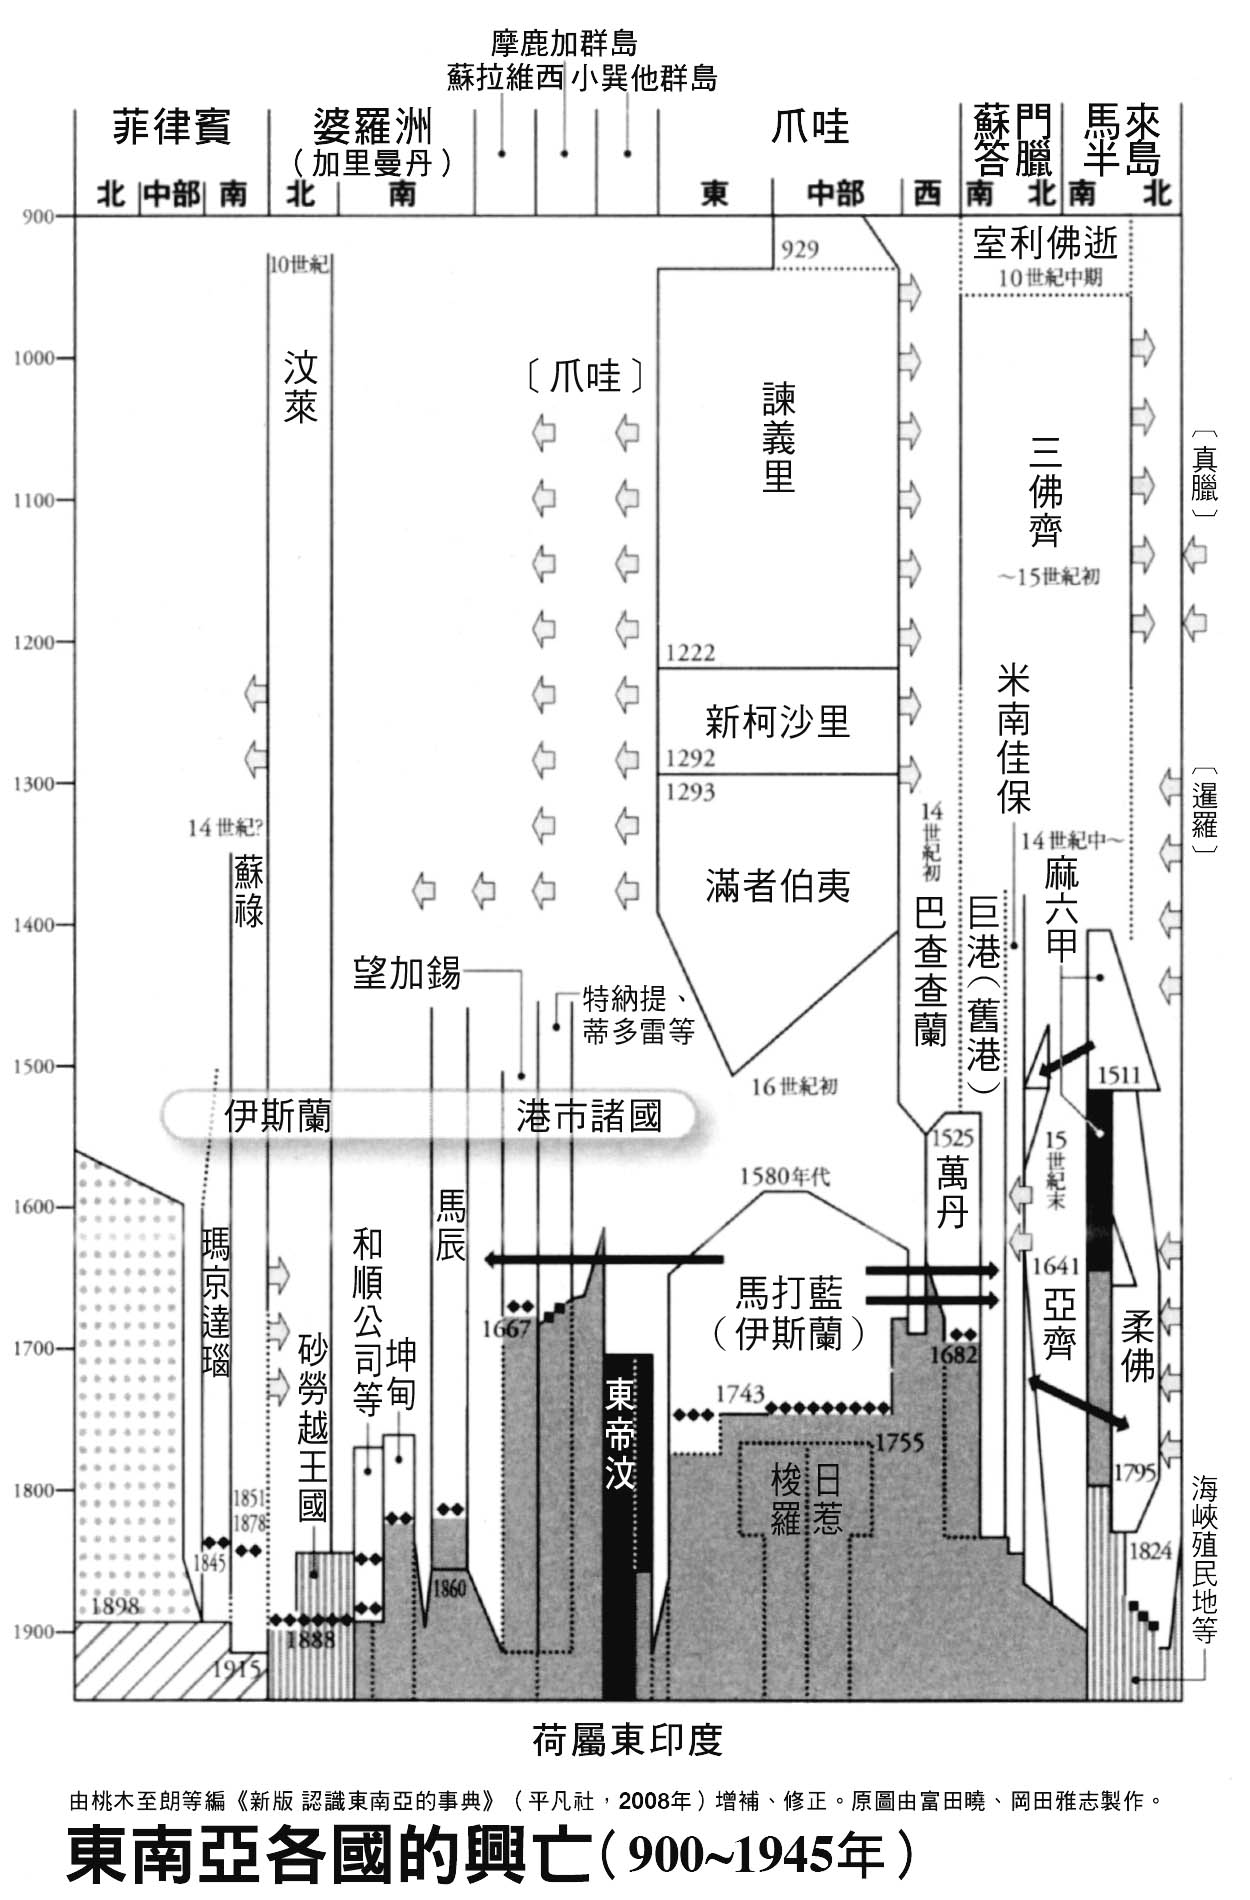 摩鹿加群島
蘇拉維西 小巽他群島
菲律賓
婆羅洲
（加里曼丹）
爪哇
蘇門答臘
馬來半島
北 中部 南 北 南 東 中部 西 南 北 南 北
900
室利佛逝
929
10世紀
10世紀中期
1000
汶萊
〔爪哇〕
諫義里
三佛齊
〔真臘〕
1100
～15世紀初
1200
1222
米南佳保
新柯沙里
1292
1300
1293
〔暹羅〕
14世紀?
14世紀初
14世紀中～
蘇祿
滿者伯夷
麻六甲
巴查查蘭
巨港（舊港）
1400
望加錫
特納提、
蒂多雷等
1500
1511
16世紀初
伊斯蘭 港市諸國
1525
15世紀末
萬丹
1580年代
1600
馬辰
瑪京達瑙
和順公司等
1641
馬打藍
（伊斯蘭）
亞齊
柔佛
砂勞越王國
坤甸
1667
1682
1700
東帝汶
1743
1755
梭羅
日惹
1795
海峽殖民地等
1800
1851
1878
1845
1824
1860
1898
1888
1900
1915
荷屬東印度
由桃木至朗等編《新版 認識東南亞的事典》（平凡社，2008年）增補、修正。原圖由富田曉、岡田雅志製作。
東南亞各國的興亡（900~1945年）